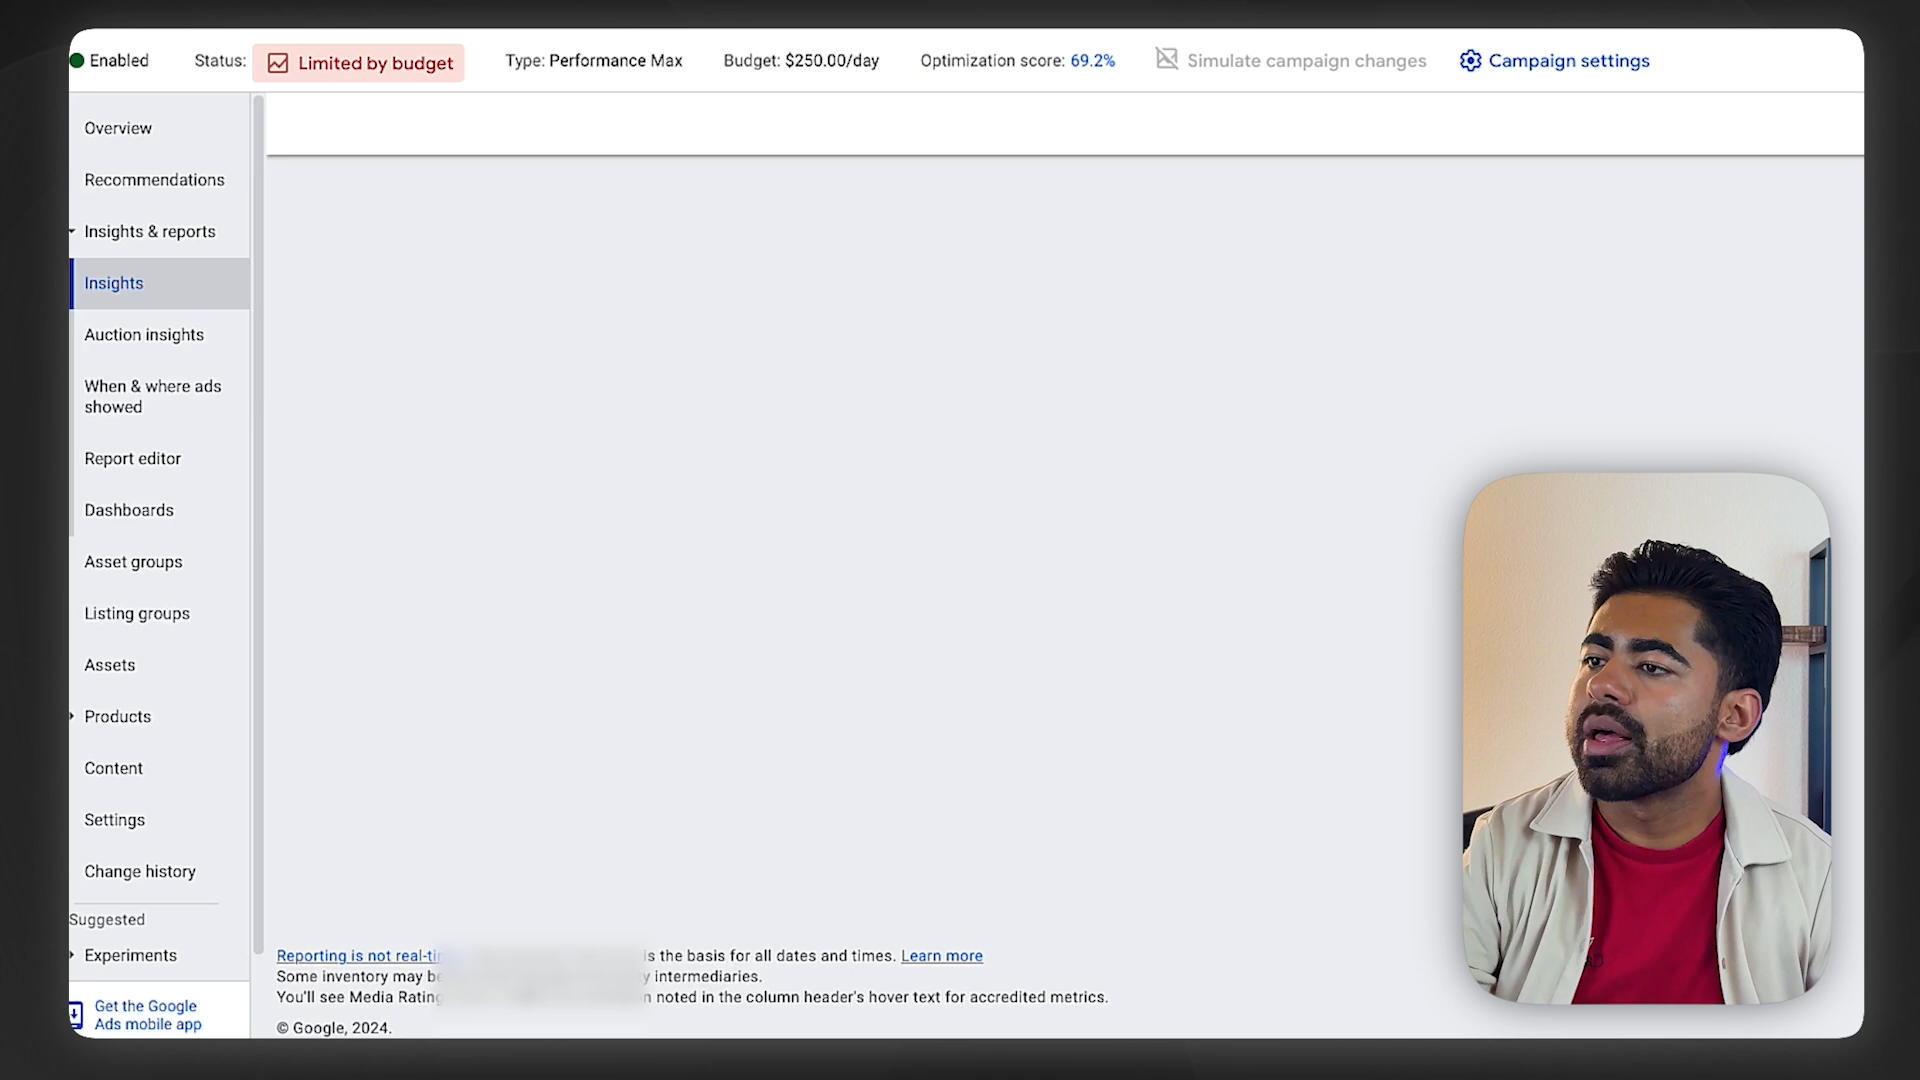 Enabled Status: Limited by budget Type: Performance Max Budget: $250.00/day Optimization score: 69.2% Simulate campaign changes Campaign settings
Overview
Recommendations
Insights & reports
Insights
Auction insights
When & where ads
showed
Report editor
Dashboards
Asset groups
Listing groups
Assets
Products
Content
Settings
Change history
Suggested
Experiments
Get the Google
Ads mobile app
Reporting is not is the basis for all dates and times. Learn more
Some inventory may intermediaries.
You'll see Media noted in the column header's hover text for accredited metrics.
© Google, 2024.